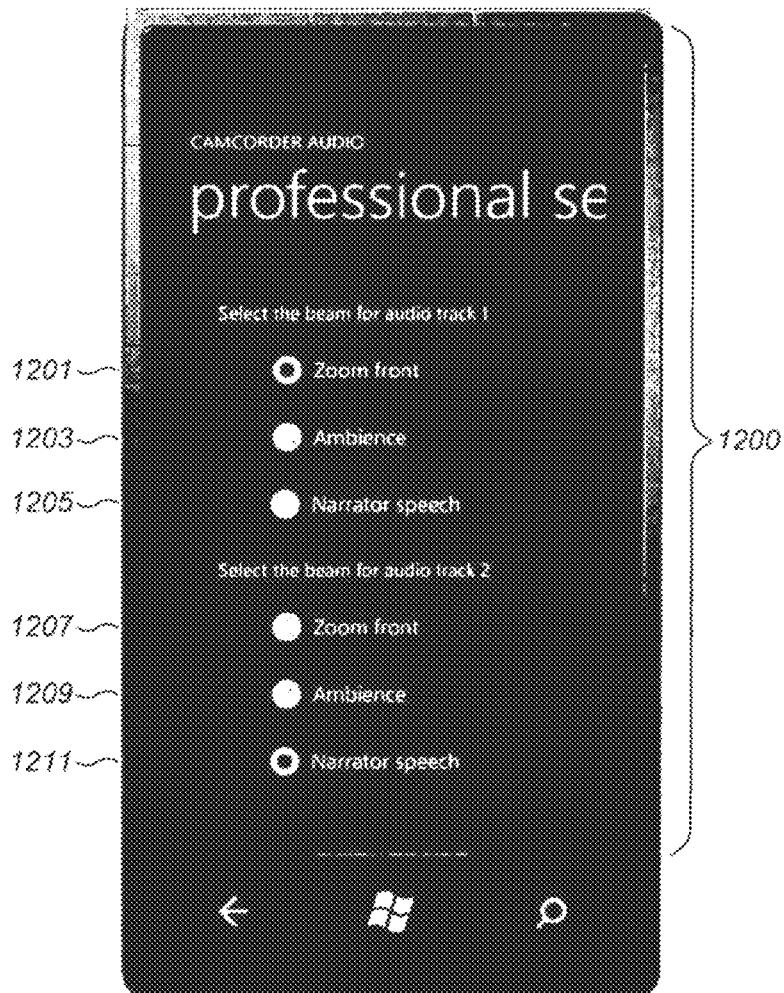 CAMCORDER AUDIO
professional se
Select the beam for audio track 1
1201
Zoom front
1203
Ambience
1200
1205
Narrator speech
Select the beam for audio track 2
1207
Zoom front
1209
Ambience
1211
Narrator speech